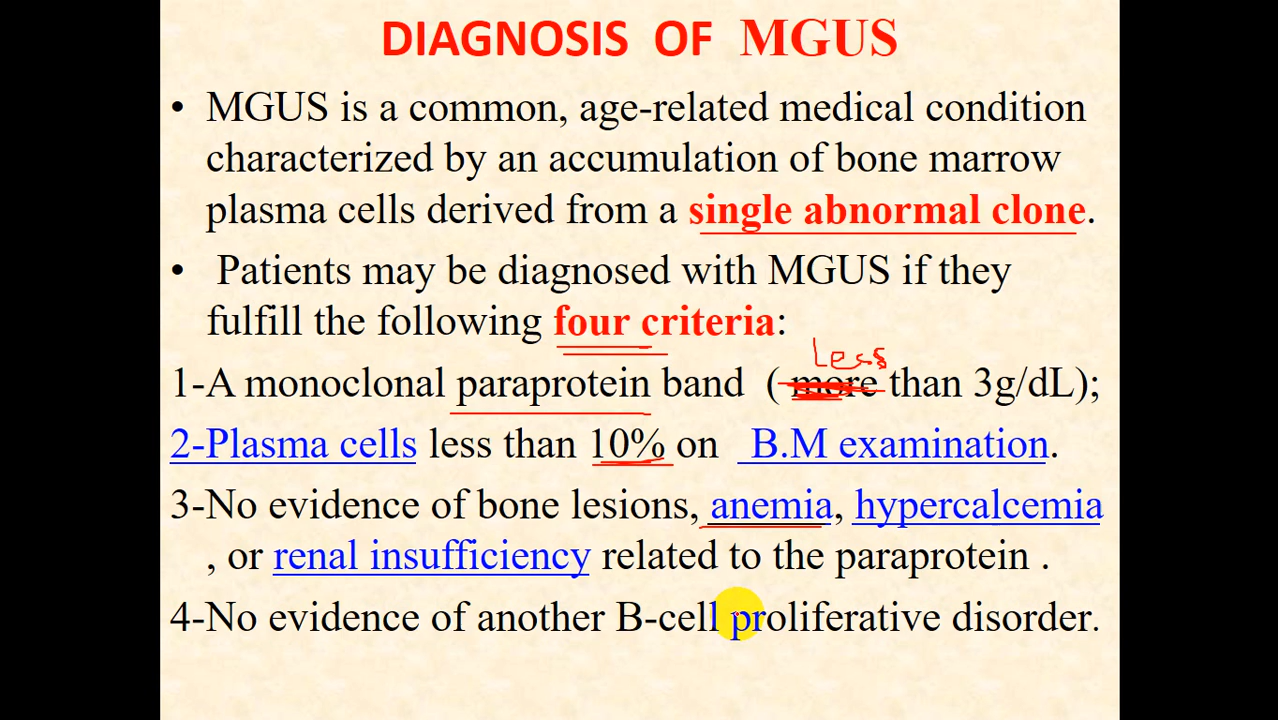 DIAGNOSIS OF MGUS
• MGUS is a common, age-related medical condition
characterized by an accumulation of bone marrow
plasma cells derived from a single abnormal clone.
• Patients may be diagnosed with MGUS if they
fulfill the following four criteria:
Less
1-A monoclonal paraprotein band ( more than 3g/dL);
2-Plasma cells less than 10% on B.M examination.
3-No evidence of bone lesions, anemia, hypercalcemia
, or renal insufficiency related to the paraprotein .
4-No evidence of another B-cell proliferative disorder.